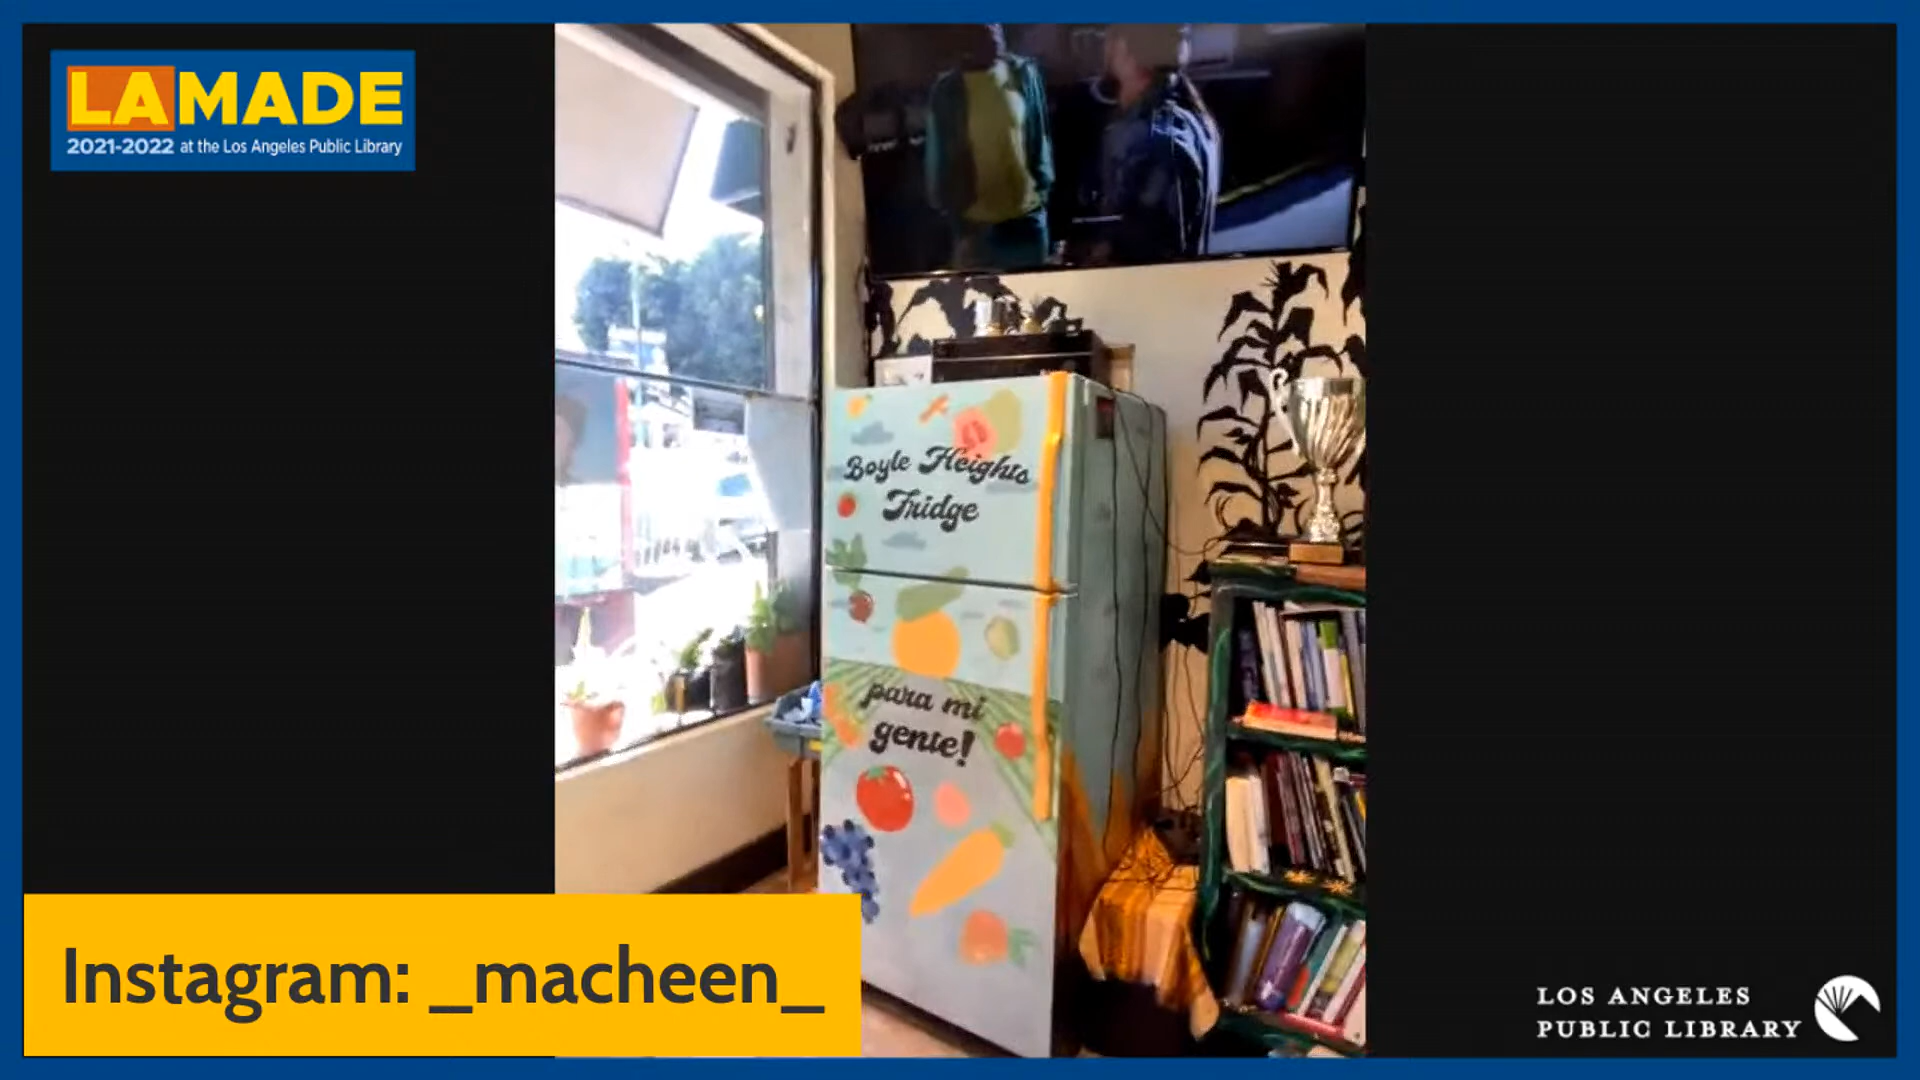 LAMADE
2021-2022 at the Los Angeles Public Library
Boyle Heights
Fridge
para mi
gente!
Instagram: _macheen_
LOS ANGELES
PUBLIC LIBRARY